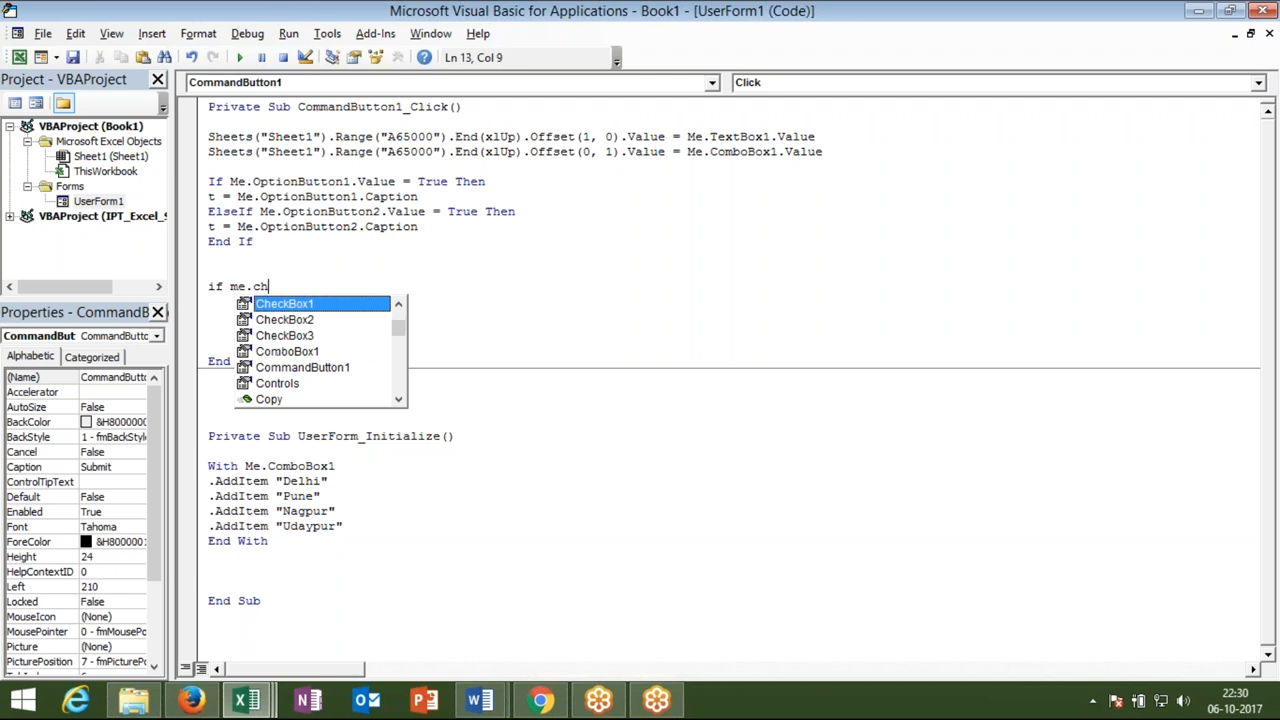 Microsoft Visual Basic for Applications - Book1 - [UserForm1 (Code)]
File Edit View Insert Format Debug Run Tools Add-Ins Window Help
Ln 13, Col 9
Project - VBAProject
CommandButton1
Click
VBAProject (Book1)
Microsoft Excel Objects
Sheet1 (Sheet1)
ThisWorkbook
Forms
UserForm1
VBAProject (IPT_Excel_S
Private Sub CommandButton1_Click()
Sheets("Sheet1").Range("A65000").End(xlUp).Offset(1, 0).Value = Me.TextBox1.Value
Sheets("Sheet1").Range("A65000").End(xlUp).Offset(0, 1).Value = Me.ComboBox1.Value
If Me.OptionButton1.Value = True Then
t = Me.OptionButton1.Caption
ElseIf Me.OptionButton2.Value = True Then
t = Me.OptionButton2.Caption
End If
if me.ch
CheckBox1
CheckBox2
CheckBox3
ComboBox1
CommandButton1
Controls
Copy
End
Private Sub UserForm_Initialize()
With Me.ComboBox1
.AddItem "Delhi"
.AddItem "Pune"
.AddItem "Nagpur"
.AddItem "Udaypur"
End With
End Sub
Properties - CommandB
CommandBut CommandButtc
Alphabetic Categorized
(Name) CommandButt
Accelerator
AutoSize False
BackColor &H800000
BackStyle 1 - fmBackStyl
Cancel False
Caption Submit
ControlTipText
Default False
Enabled True
Font Tahoma
ForeColor &H800001
Height 24
HelpContextID 0
Left 210
Locked False
MouseIcon (None)
MousePointer 0 - fmMousePo
Picture (None)
PicturePosition 7 - fmPicturePo
22:30
06-10-2017